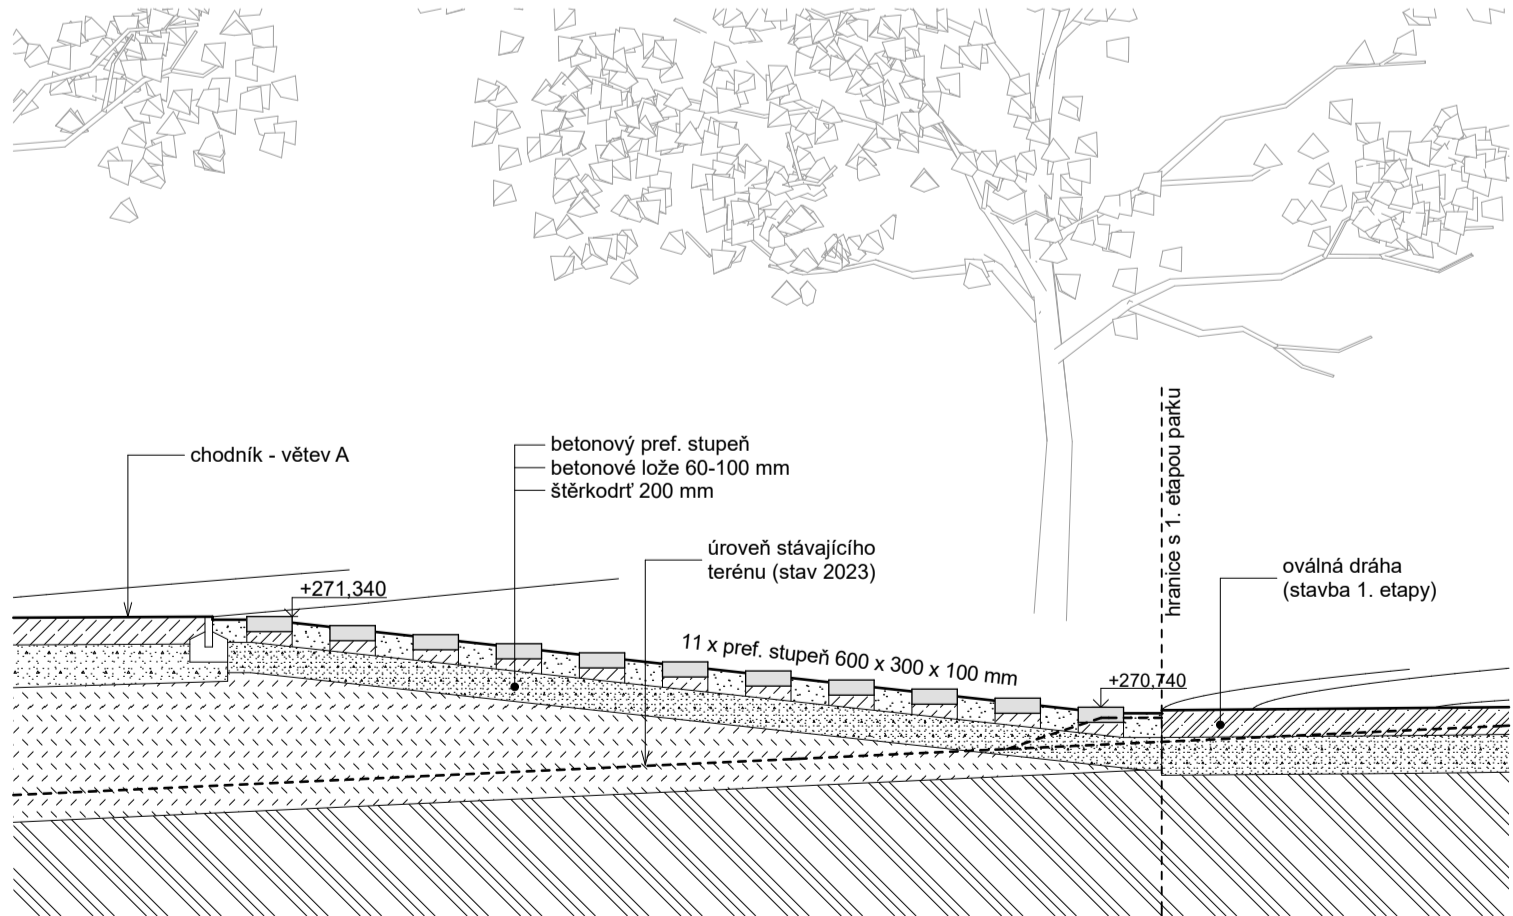 chodník - větev A
betonový pref. stupeň
betonové lože 60-100 mm
štěrkodrť 200 mm
úroveň stávajícího
terénu (stav 2023)
hranice s 1. etapou parku
oválná dráha
(stavba 1. etapy)
+271,340
11 x pref. stupeň 600 x 300 x 100 mm
+270,740